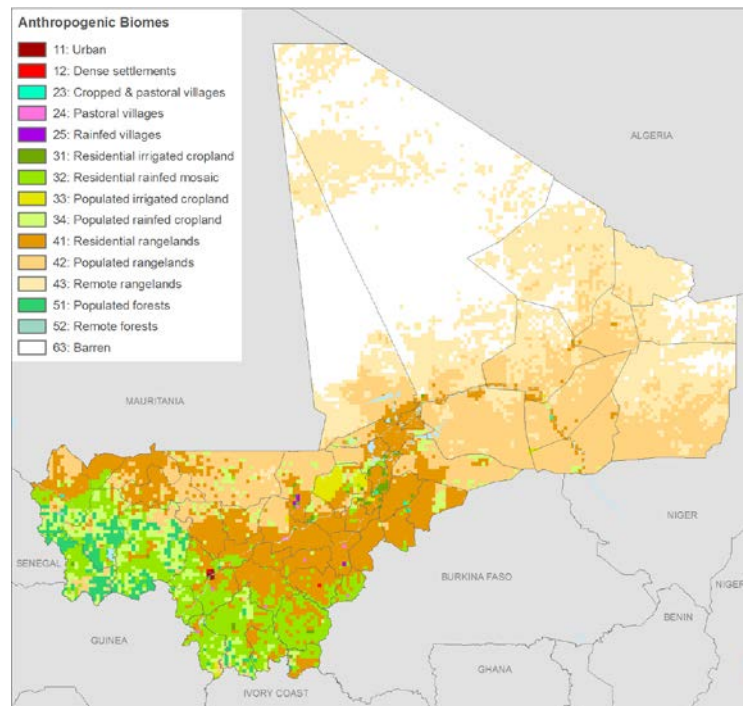 Anthropogenic Biomes
11: Urban
12: Dense settlements
23: Cropped & pastoral villages
24: Pastoral villages
25: Rainfed villages
31: Residential irrigated cropland
32: Residential rainfed mosaic
33: Populated irrigated cropland
34: Populated rainfed cropland
41: Residential rangelands
42: Populated rangelands
43: Remote rangelands
51: Populated forests
52: Remote forests
63: Barren
ALGERIA
MAURITANIA
NIGER
SENEGAL
BURKINA FASO
NIGER
BENIN
GUINEA
GHANA
IVORY COAST